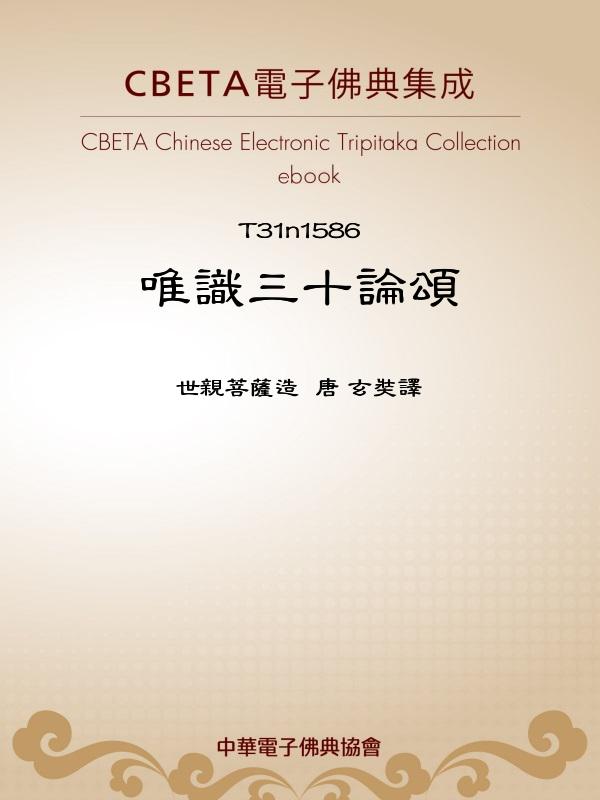 CBETA電子佛典集成
CBETA Chinese Electronic Tripitaka Collection
ebook
T31n1586
唯識三十論頌
世親菩薩造 唐 玄奘譯
中華電子佛典協會